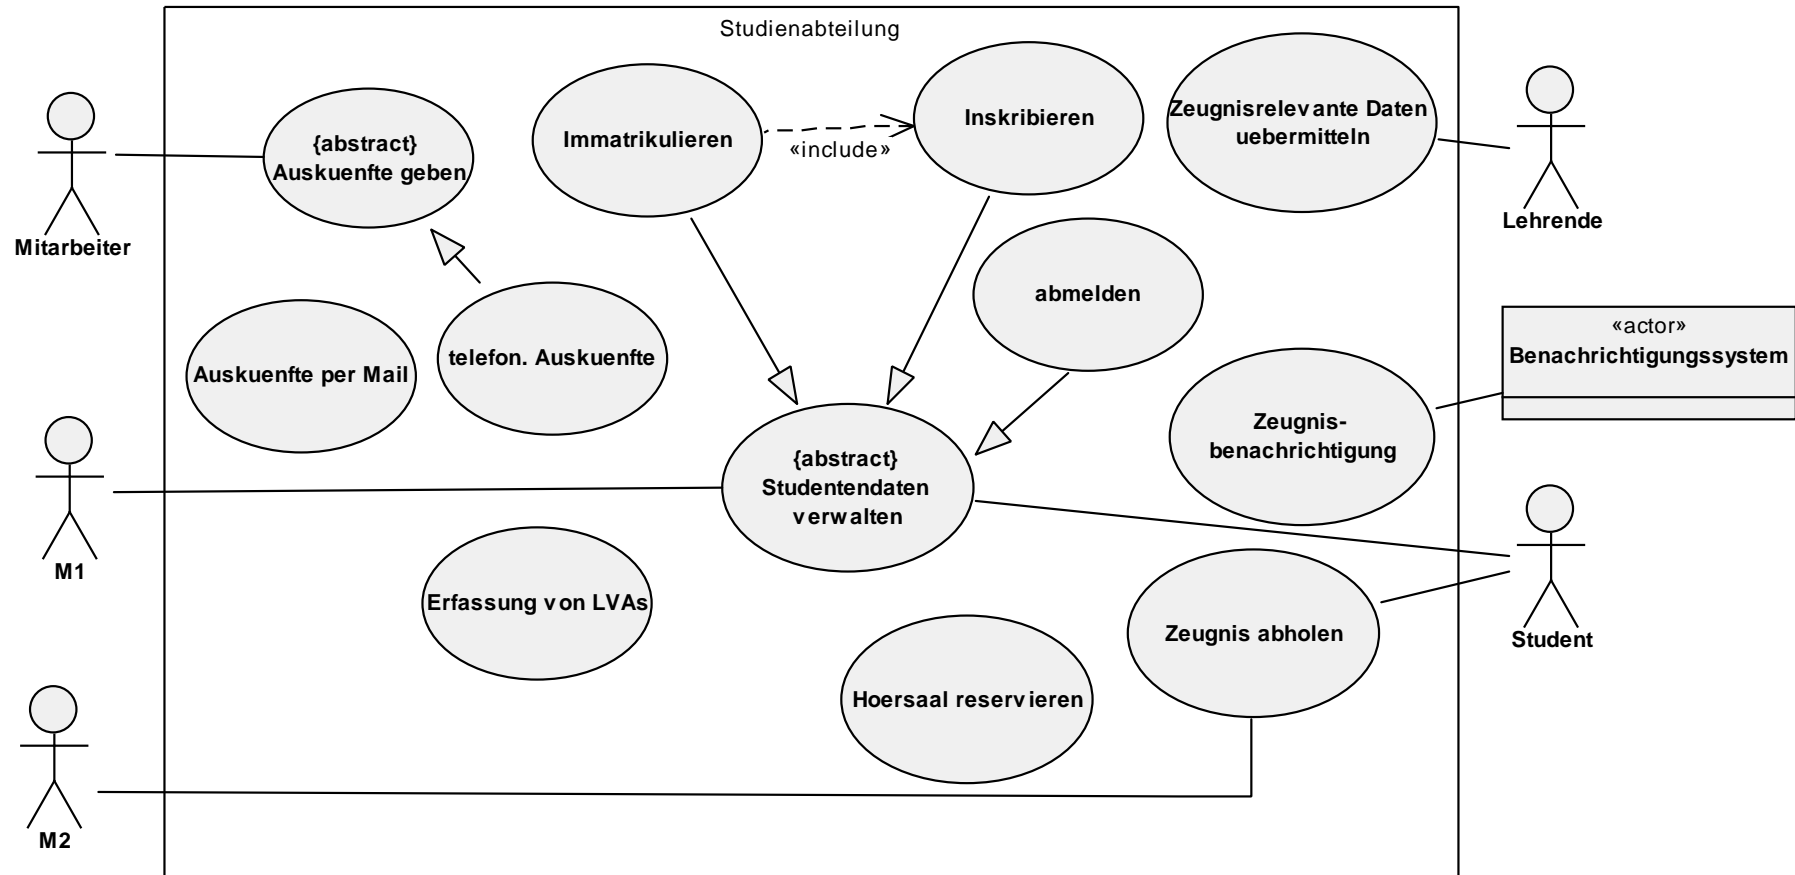 Studienabteilung
Mitarbeiter
{abstract}
Auskuenfte geben
Immatrikulieren
«include»
Inskribieren
Zeugnisrelevante Daten
uebermitteln
Lehrende
abmelden
Auskuenfte per Mail
telefon. Auskuenfte
«actor»
Benachrichtigungssystem
Zeugnis-
benachrichtigung
{abstract}
Studentendaten
verwalten
M1
Erfassung von LVAs
Zeugnis abholen
Student
Hoersaal reservieren
M2